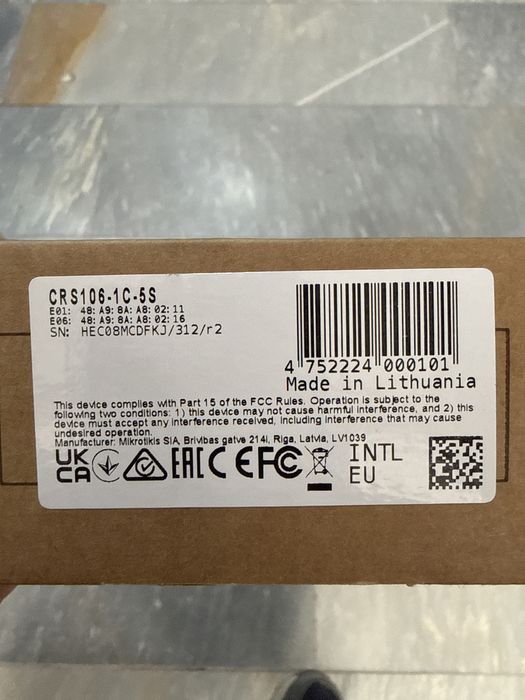 CRS106-1C-5S
E01: 48:A9:8A:A8:02:11
E06: 48:A9:8A:A8:02:16
SN: HEC08MCDFKJ/312/r2
4 752224 000101
Made in Lithuania
This device complies with Part 15 of the FCC Rules. Operation is subject to the
following two conditions: 1) this device may not cause harmful interference, and 2) this
device must accept any interference received, including interference that may cause
undesired operation.
Manufacturer: Mikrotikls SIA, Brivibas gatve 214i, Riga, Latvia, LV1039
UK
CA
EAC CE FC
INTL
EU